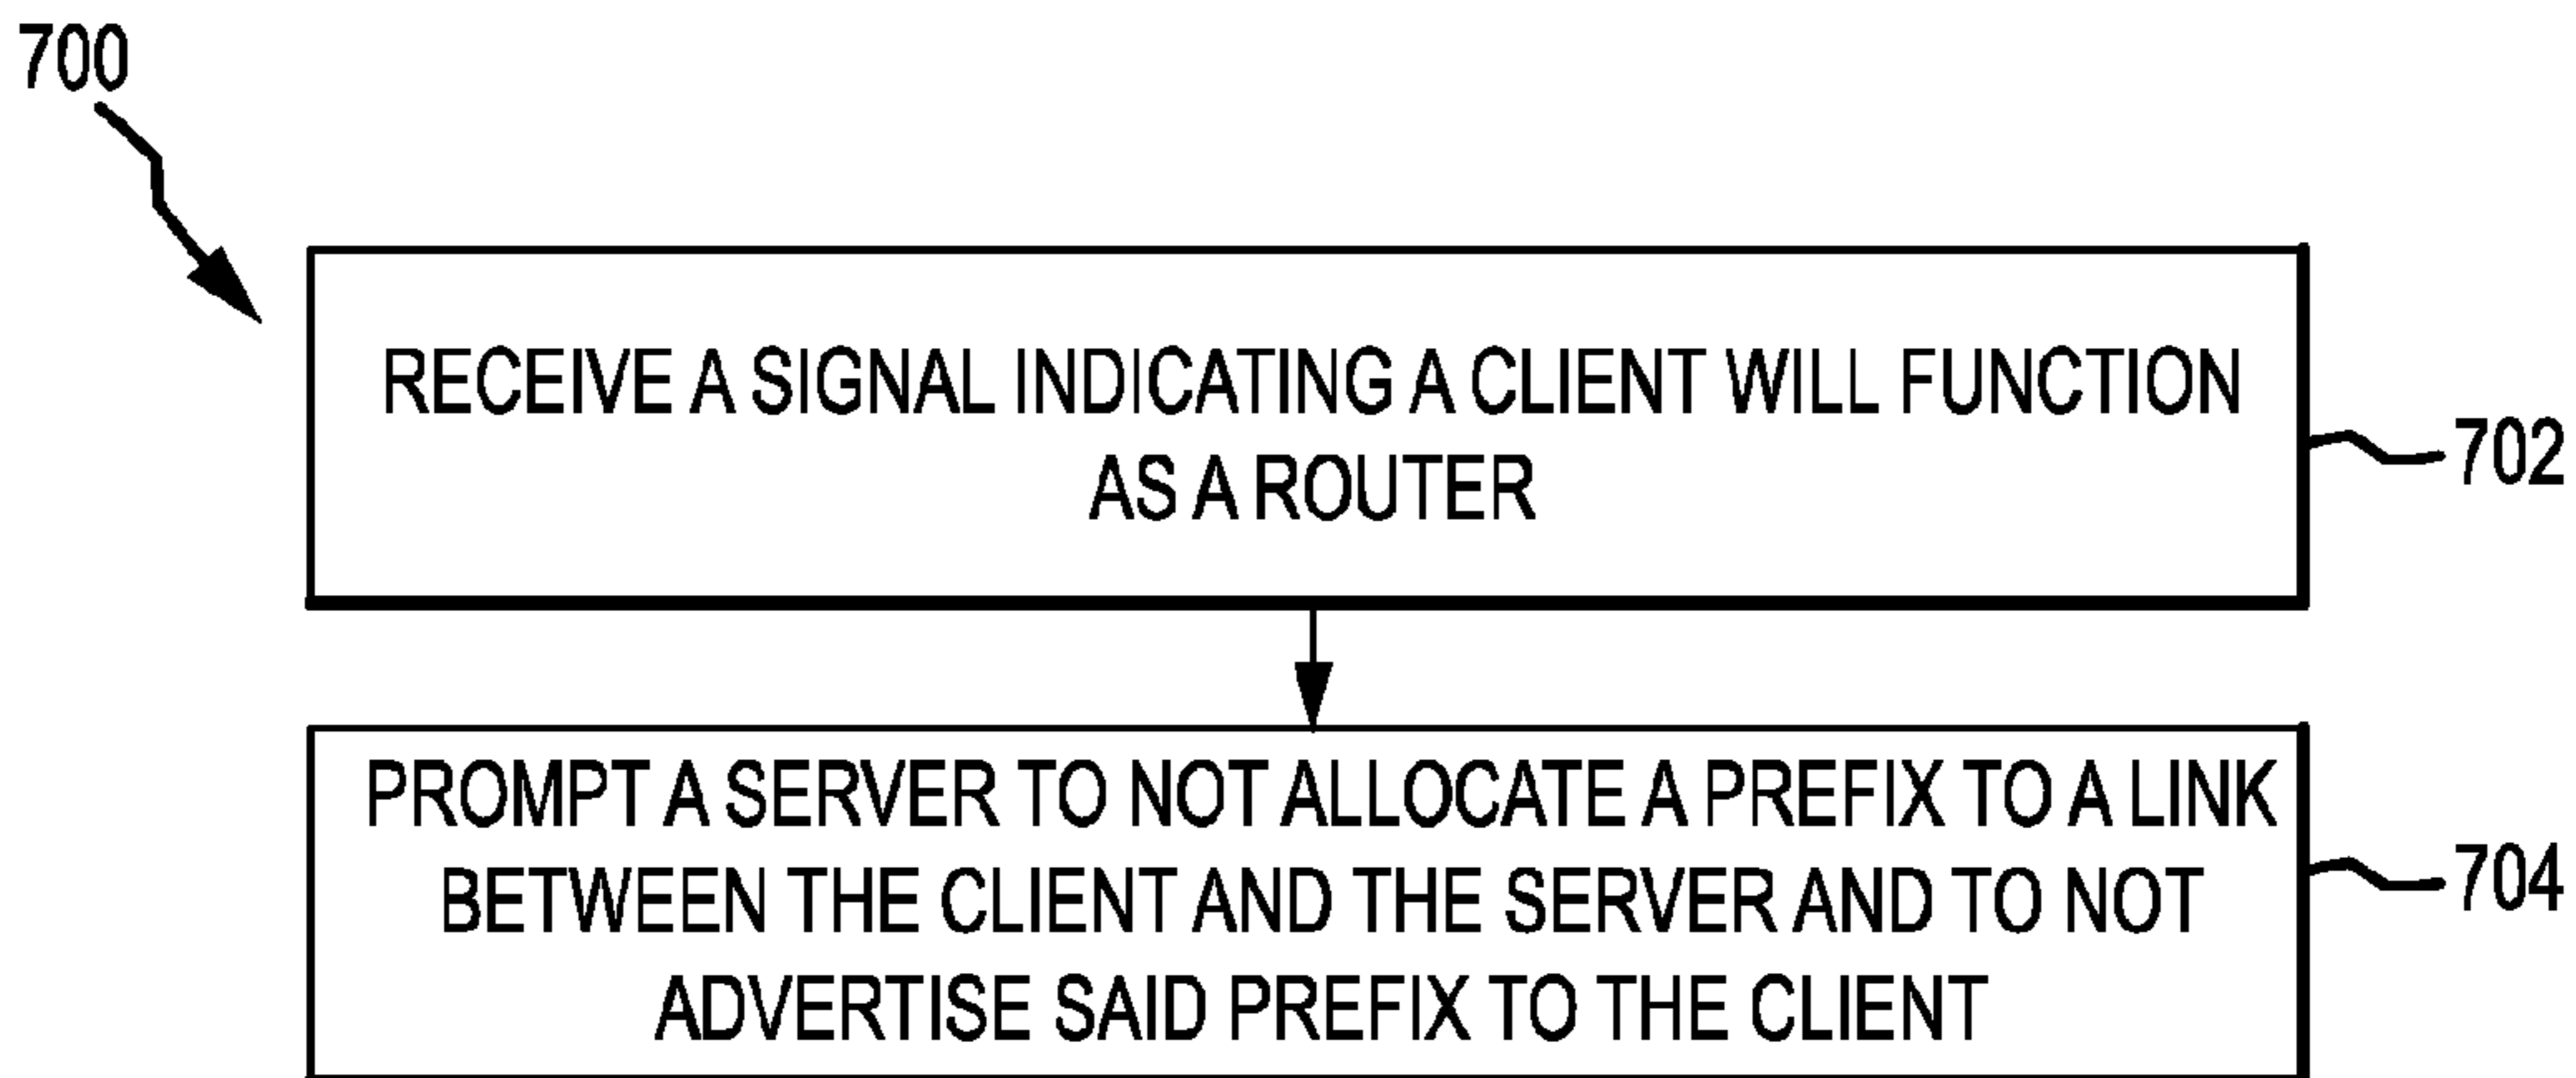 700
RECEIVE A SIGNAL INDICATING A CLIENT WILL FUNCTION
AS A ROUTER
702
PROMPT A SERVER TO NOT ALLOCATE A PREFIX TO A LINK
BETWEEN THE CLIENT AND THE SERVER AND TO NOT
ADVERTISE SAID PREFIX TO THE CLIENT
704